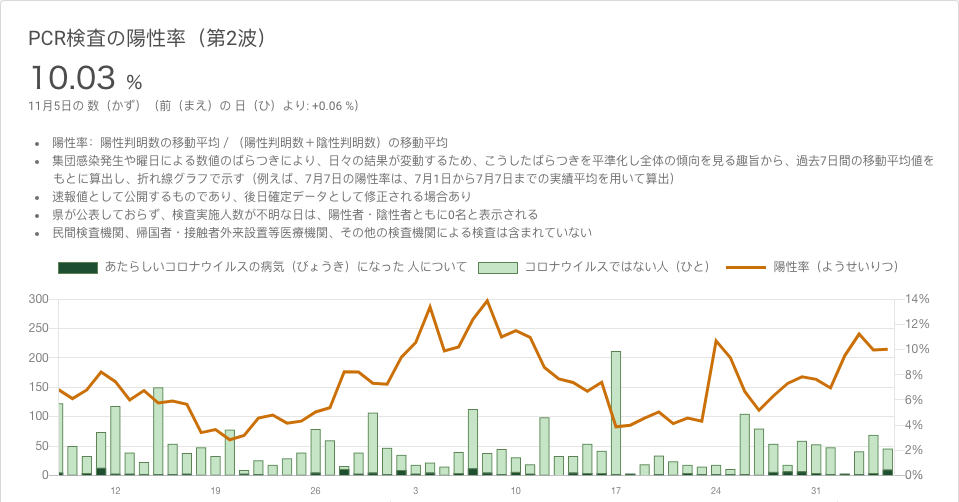 PCR検査の陽性率（第2波）
10.03 %
11月5日の 数（かず）（前（まえ）の 日（ひ）より: +0.06 %）
• 陽性率：陽性判明数の移動平均 / （陽性判明数＋陰性判明数）の移動平均
• 集団感染発生や曜日による数値のばらつきにより、日々の結果が変動するため、こうしたばらつきを平準化し全体の傾向を見る趣旨から、過去7日間の移動平均値を
もとに算出し、折れ線グラフで示す（例えば、7月7日の陽性率は、7月1日から7月7日までの実績平均を用いて算出）
• 速報値として公開するものであり、後日確定データとして修正される場合あり
• 県が公表しておらず、検査実施人数が不明な日は、陽性者・陰性者ともに0名と表示される
• 民間検査機関、帰国者・接触者外来設置等医療機関、その他の検査機関による検査は含まれていない
あたらしいコロナウイルスの病気（びょうき）になった 人について コロナウイルスではない人（ひと） 陽性率（ようせいりつ）
300 14%
12%
250
200 10%
8%
150
6%
100
4%
50
2%
0 0%
12 19 26 3 10 17 24 31